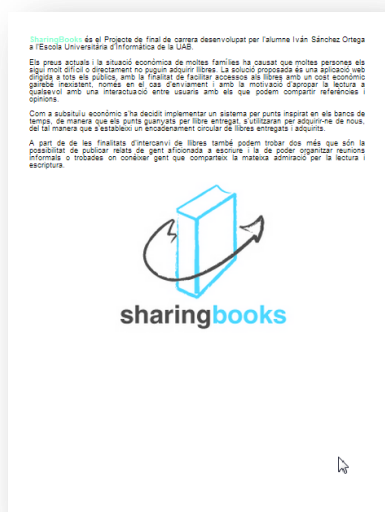 SharingBooks és el Projecte de final de carrera desenvolupat per l'alumne Iván Sánchez Ortega
a l'Escola Universitària d'Informàtica de la UAB.
Els preus actuals i la situació econòmica de moltes famílies ha causat que moltes persones els
sigui molt difícil o directament no puguin adquirir llibres. La solució proposada és una aplicació web
dirigida a tots els públics, amb la finalitat de facilitar accessos als llibres amb un cost econòmic
gairebé inexistent, només en el cas d'enviament i amb la motivació d'apropar la lectura a
qualsevol amb una interactuació entre usuaris amb els que podem compartir referències i
opinions.
Com a subsitulu econòmic s'ha decidit implementar un sistema per punts inspirat en els bancs de
temps, de manera que els punts guanyats per llibre entregat, s'utilitzaran per adquirir-ne de nous,
del tal manera que s'estableixi un encadenament circular de llibres entregats i adquirits.
A part de de les finalitats d'intercanvi de llibres també podem trobar dos més que són la
possibilitat de publicar relats de gent aficionada a escriure i la de poder organitzar reunions
informals o trobades on conèixer gent que comparteix la mateixa admiració per la lectura i
escriptura.
sharingbooks